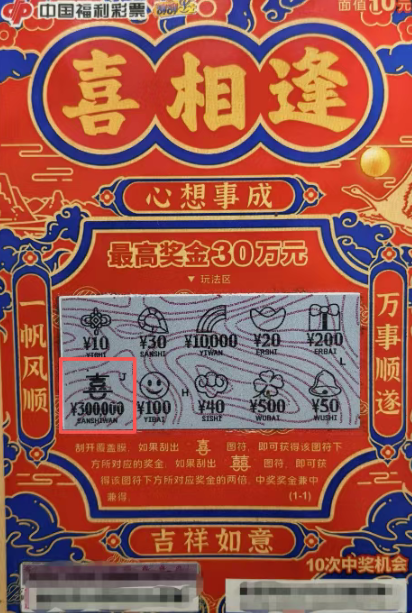 中国福利彩票
面值10元
喜相逢
心想事成
最高奖金30万元
▼玩法区
一帆风顺
万事顺遂
¥10 ¥30 ¥10,000 ¥20 ¥200
YISHI SANSHI YIWAN ERSHI ERBAI
L
喜 J H
¥300,000 ¥100 ¥40 ¥500 ¥50
SANSHIWAN YIBAI SISHI WUBAI WUSHI
刮开覆盖膜，如果刮出 喜 图符，即可获得该图符下
方所对应的奖金，如果刮出 囍 图符，即可获
得该图符下方所对应奖金的两倍，中奖奖金兼中
兼得。 (1-1)
吉祥如意
10次中奖机会